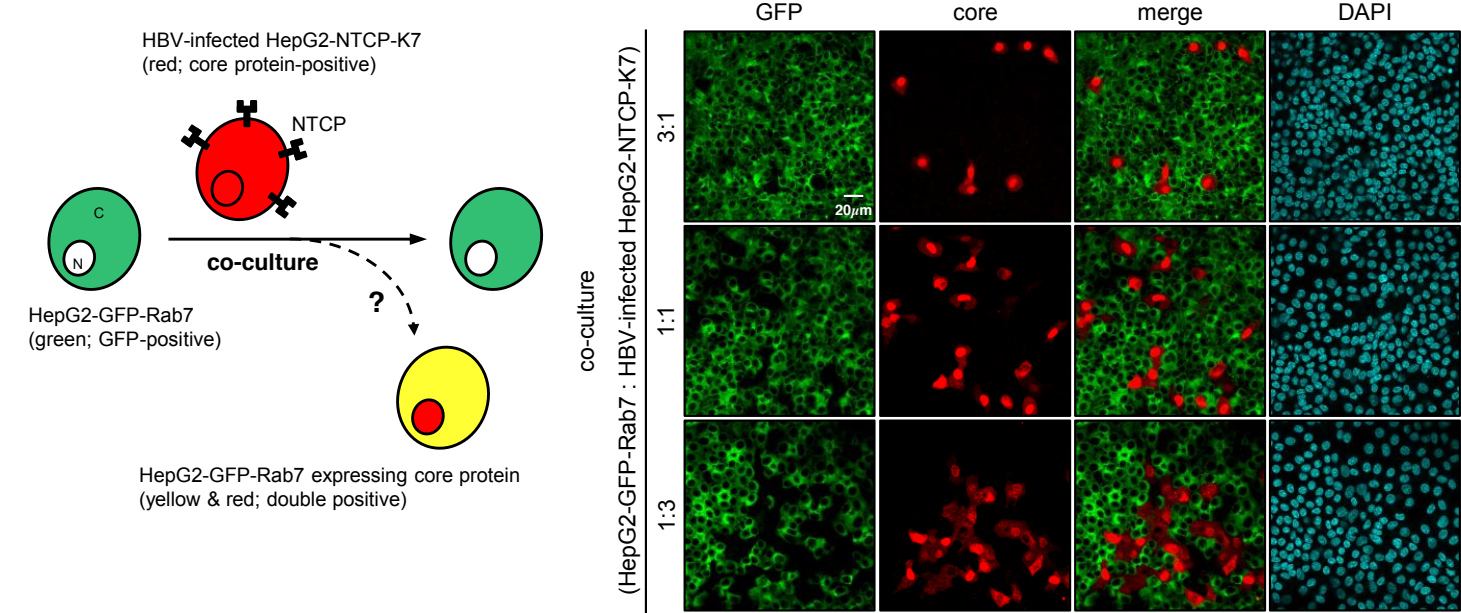 HBV-infected HepG2-NTCP-K7
(red; core protein-positive)
NTCP
C
N
co-culture
?
HepG2-GFP-Rab7
(green; GFP-positive)
HepG2-GFP-Rab7 expressing core protein
(yellow & red; double positive)
co-culture
(HepG2-GFP-Rab7 : HBV-infected HepG2-NTCP-K7)
GFP
core
merge
DAPI
3:1
20μm
1:1
1:3